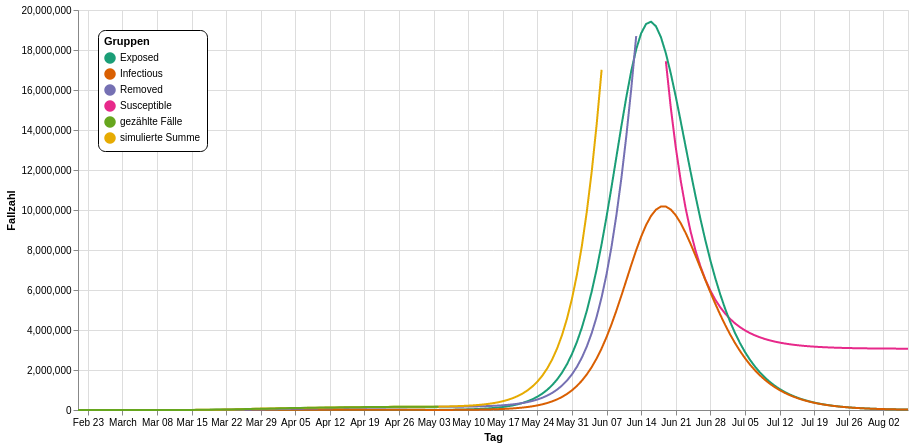 20,000,000
18,000,000
16,000,000
14,000,000
12,000,000
10,000,000
8,000,000
6,000,000
4,000,000
2,000,000
0
Fallzahl
Gruppen
Exposed
Infectious
Removed
Susceptible
gezählte Fälle
simulierte Summe
Feb 23 March Mar 08 Mar 15 Mar 22 Mar 29 Apr 05 Apr 12 Apr 19 Apr 26 May 03 May 10 May 17 May 24 May 31 Jun 07 Jun 14 Jun 21 Jun 28 Jul 05 Jul 12 Jul 19 Jul 26 Aug 02
Tag